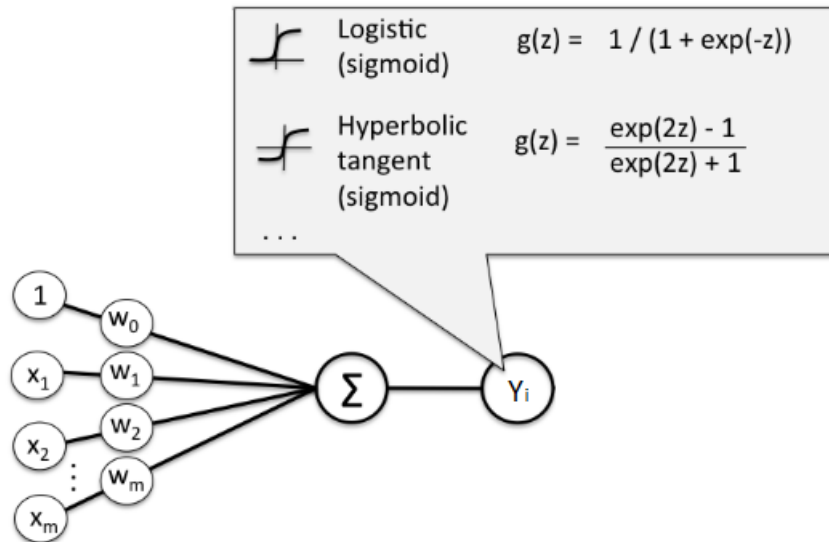 Logistic
(sigmoid)
g(z) = 1 / (1 + exp(-z))
Hyperbolic
tangent
(sigmoid)
g(z) = exp(2z) - 1
exp(2z) + 1
. . .
1
w₀
x₁
w₁
x₂
w₂
⋮
wₘ
xₘ
Σ
Yᵢ